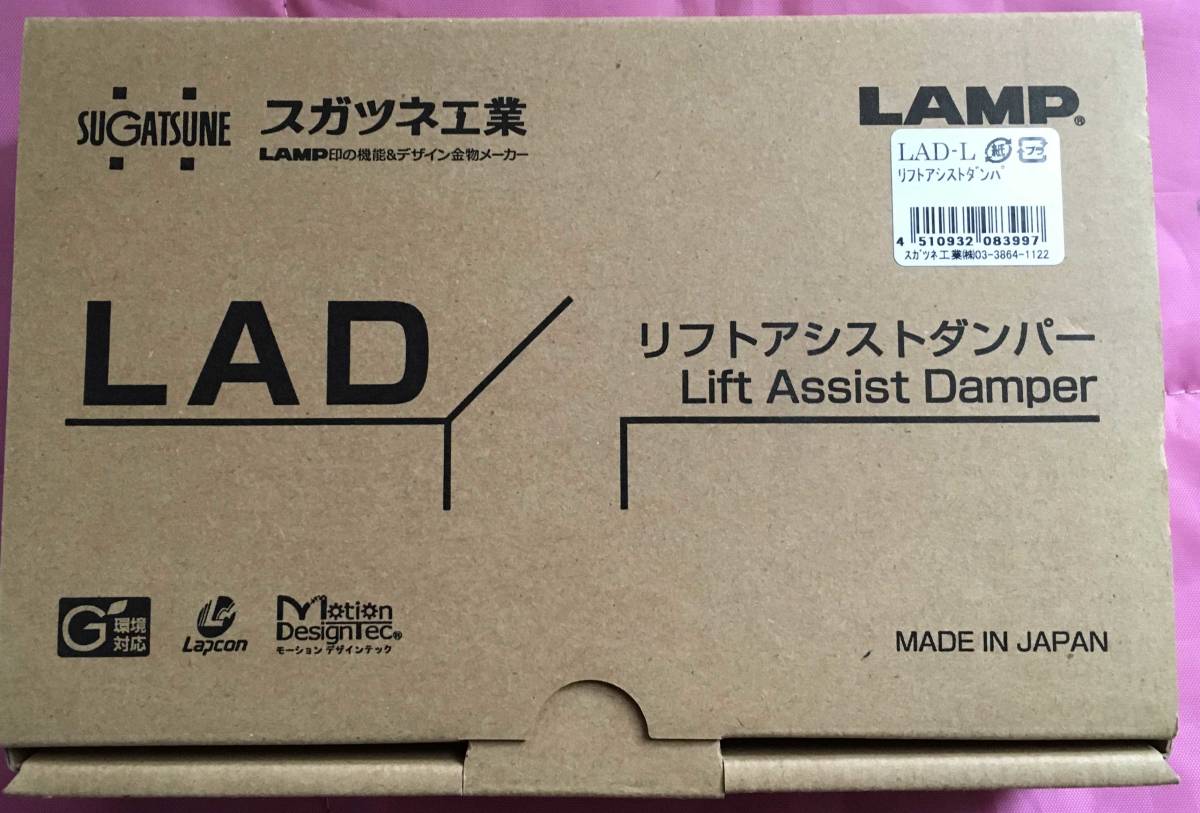 SUGATSUNE
スガツネ工業
LAMP印の機能&デザイン金物メーカー
LAMP®
LAD-L 紙 プラ
リフトアシストダンパ
4 510932 083997
スガツネ工業㈱03-3864-1122
LAD
リフトアシストダンパー
Lift Assist Damper
G 環境
対応
Lapcon
Motion
DesignTec®
モーションデザインテック
MADE IN JAPAN